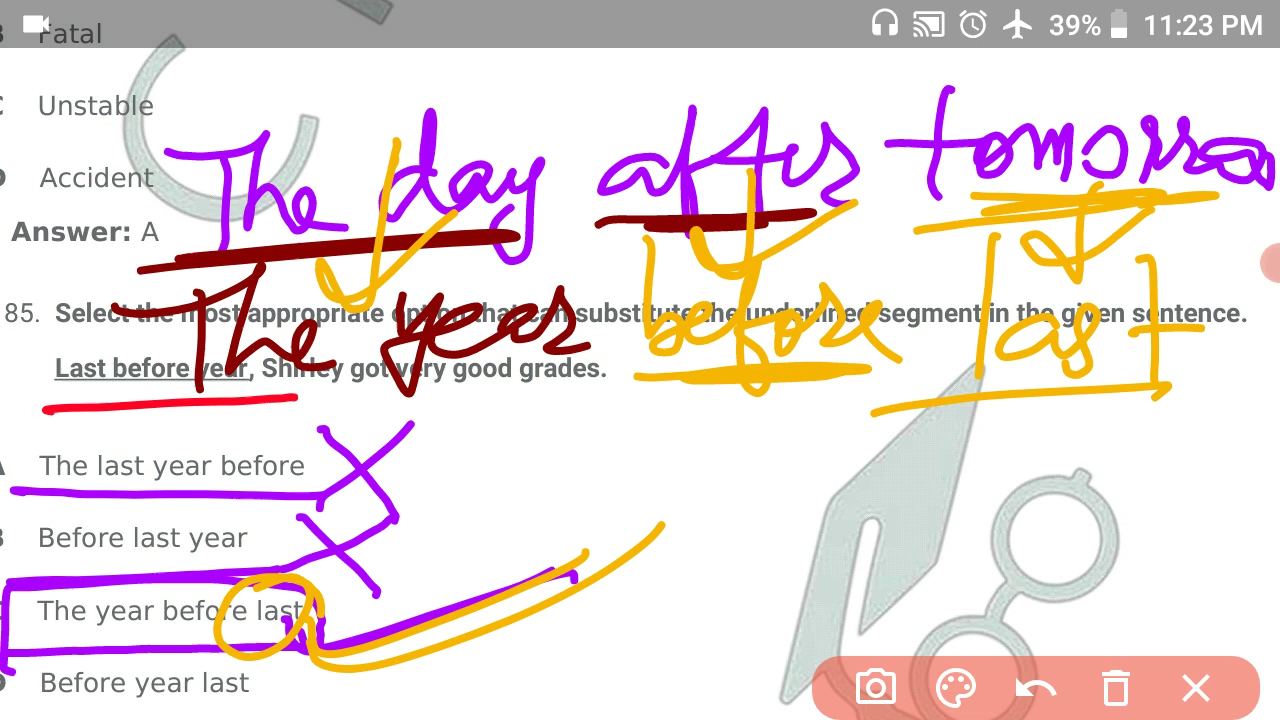 39% 11:23 PM
B Fatal
C Unstable
The day after tomorrow
D Accident
Answer: A
The year before last
85. Select the most appropriate option that can substitute the underlined segment in the given sentence.
Last before year, Shirley got very good grades.
A The last year before
B Before last year
The year before last
D Before year last